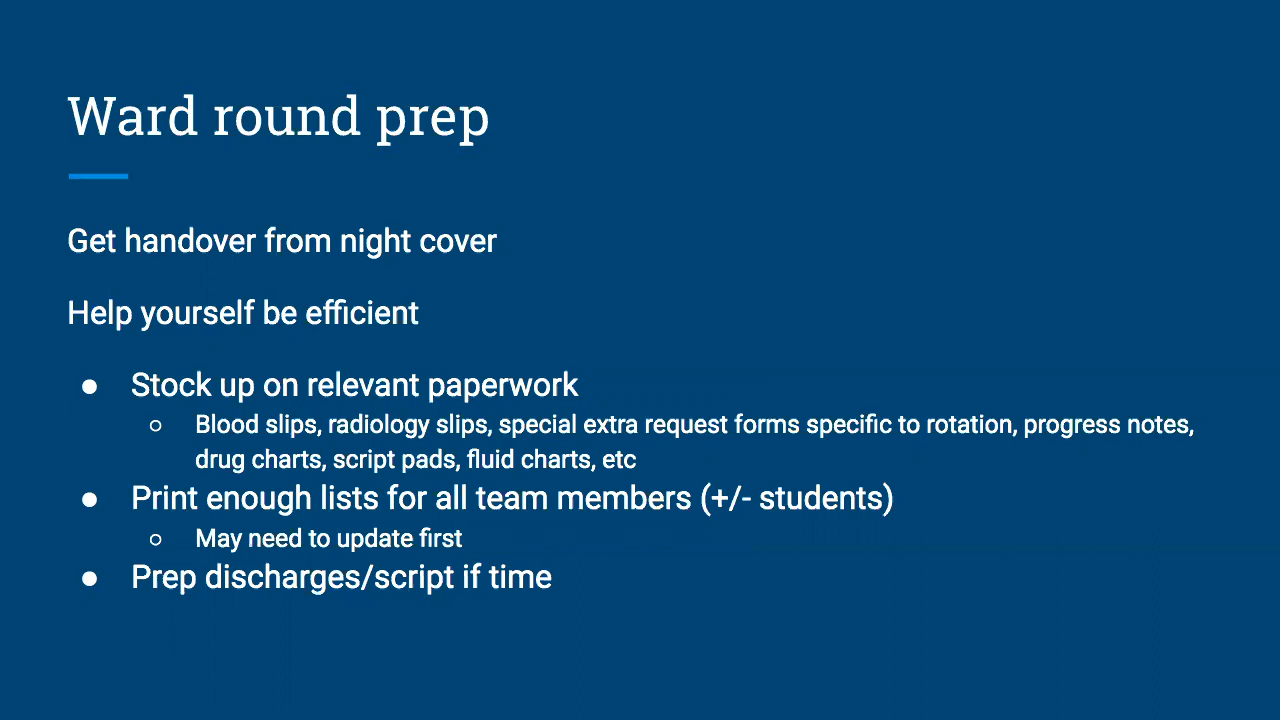 Ward round prep
Get handover from night cover
Help yourself be efficient
● Stock up on relevant paperwork
○ Blood slips, radiology slips, special extra request forms specific to rotation, progress notes,
drug charts, script pads, fluid charts, etc
● Print enough lists for all team members (+/- students)
○ May need to update first
● Prep discharges/script if time